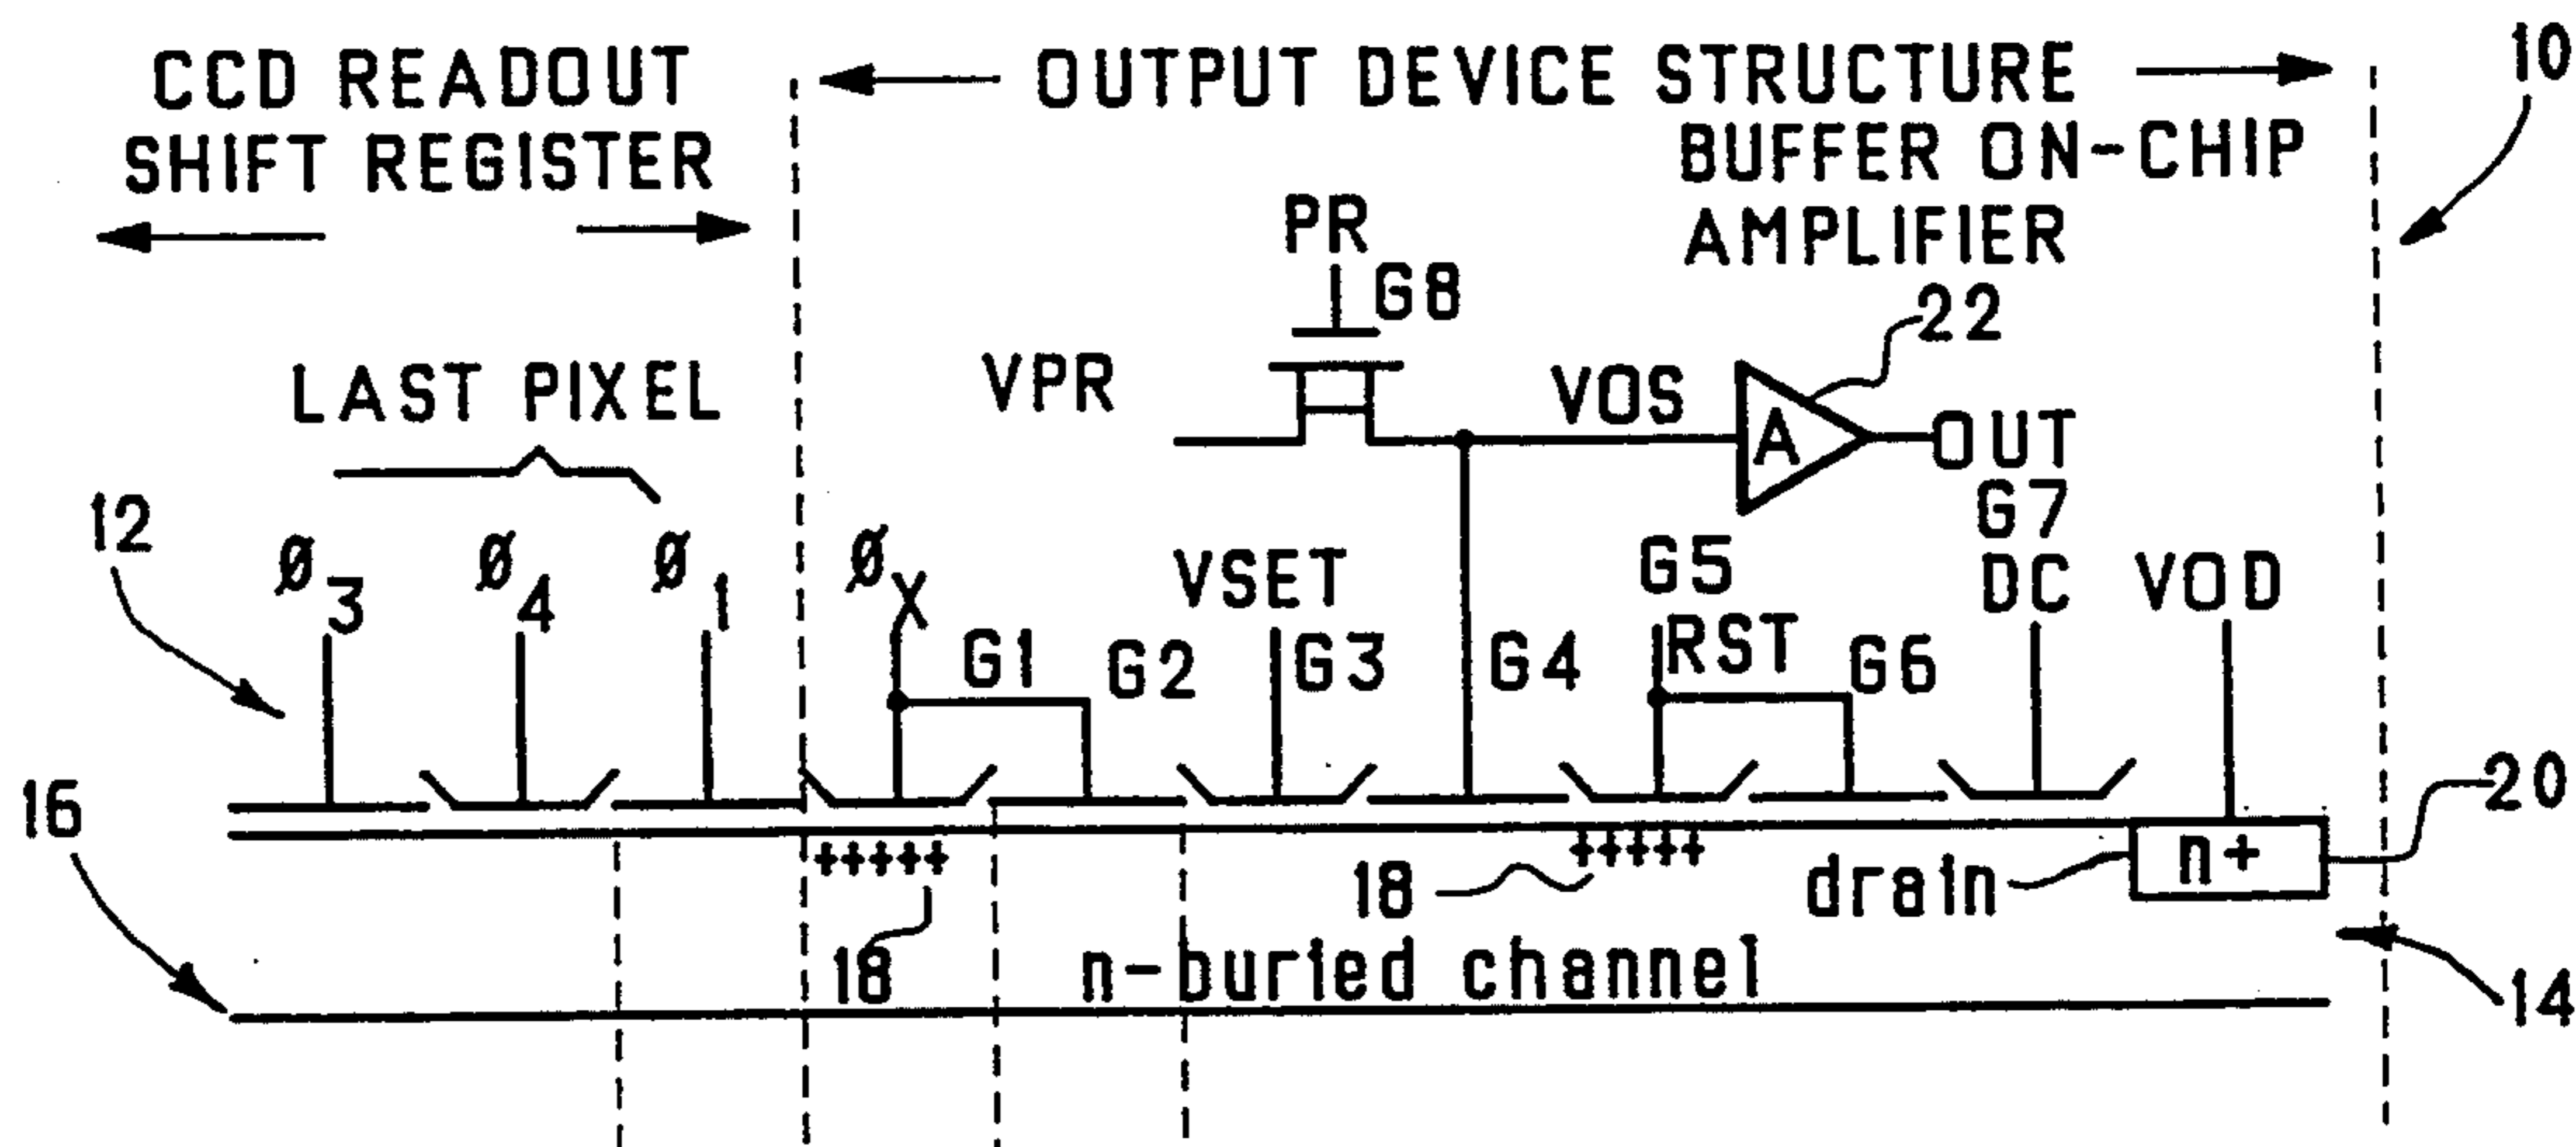 CCD READOUT
SHIFT REGISTER
OUTPUT DEVICE STRUCTURE
BUFFER ON-CHIP
AMPLIFIER
10
PR
G8
22
VPR
VOS
A
OUT
LAST PIXEL
12
Ø3
Ø4
Ø1
ØX
G1
G2
VSET
G3
G4
G5
RST
G6
G7
DC
VOD
16
20
18
18
drain
n+
n-buried channel
14